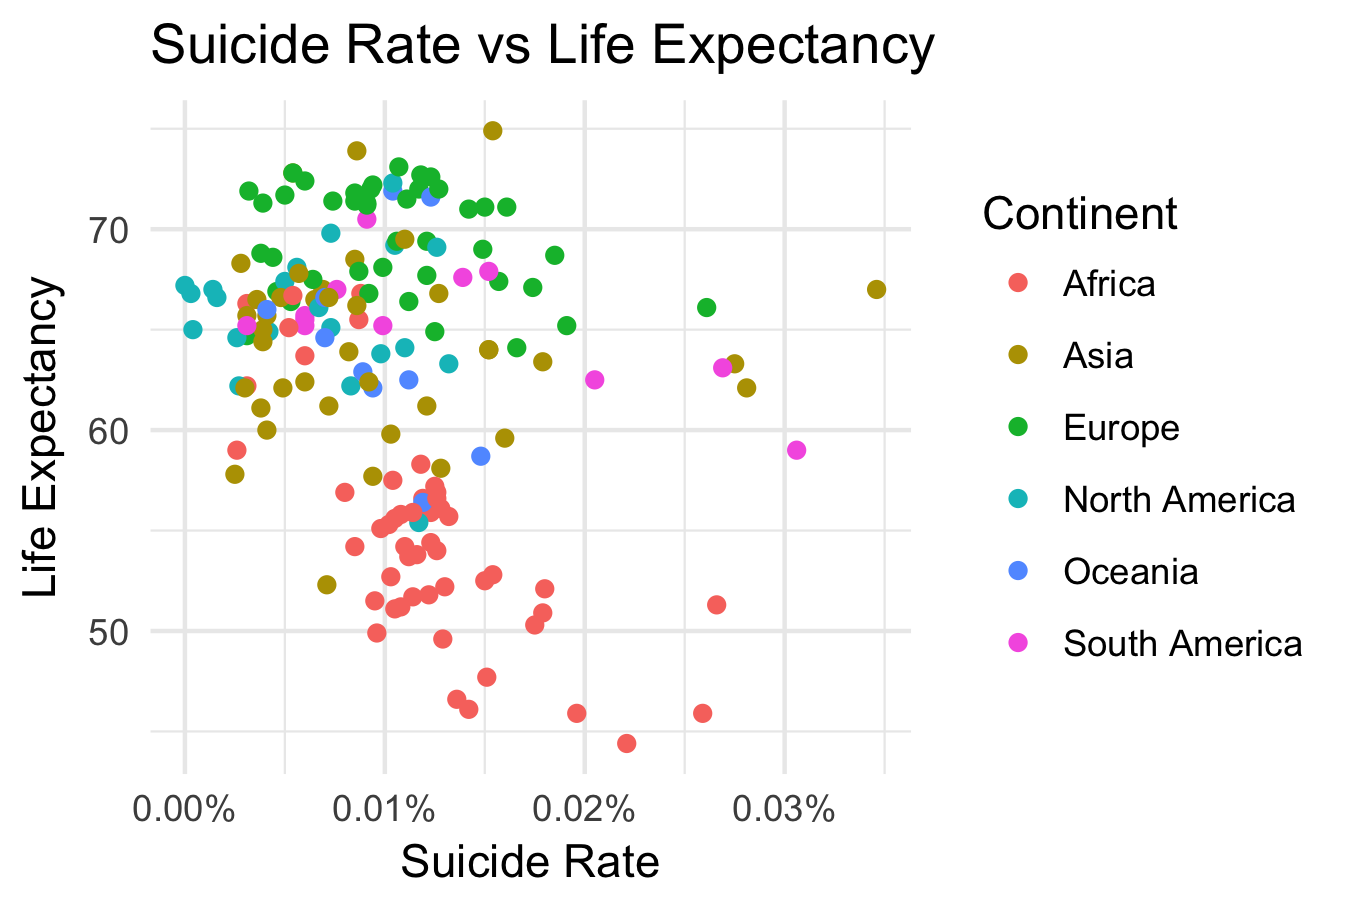 Suicide Rate vs Life Expectancy
Life Expectancy
70
60
50
0.00% 0.01% 0.02% 0.03%
Suicide Rate
Continent
Africa
Asia
Europe
North America
Oceania
South America